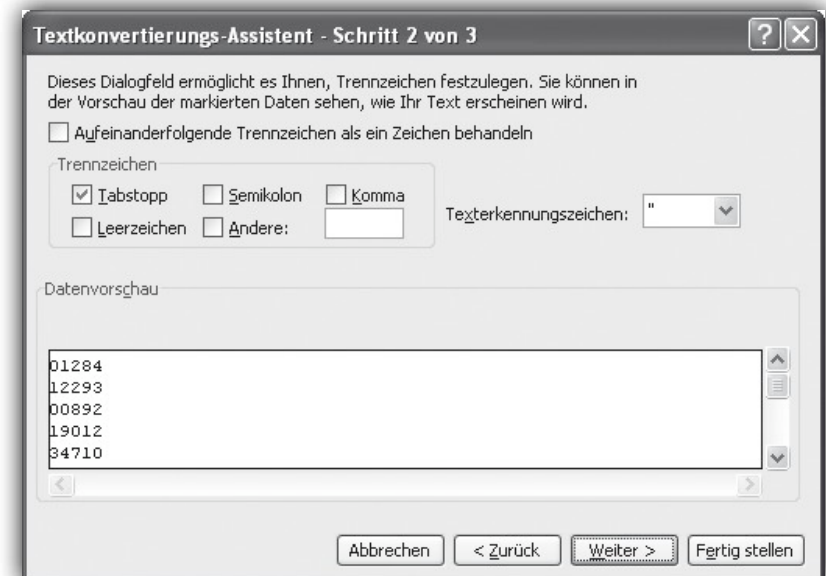 Textkonvertierungs-Assistent - Schritt 2 von 3
Dieses Dialogfeld ermöglicht es Ihnen, Trennzeichen festzulegen. Sie können in
der Vorschau der markierten Daten sehen, wie Ihr Text erscheinen wird.
Aufeinanderfolgende Trennzeichen als ein Zeichen behandeln
Trennzeichen
Tabstopp Semikolon Komma
Leerzeichen Andere:
Texterkennungszeichen: "
Datenvorschau
01284
12293
00892
19012
34710
Abbrechen < Zurück Weiter > Fertig stellen